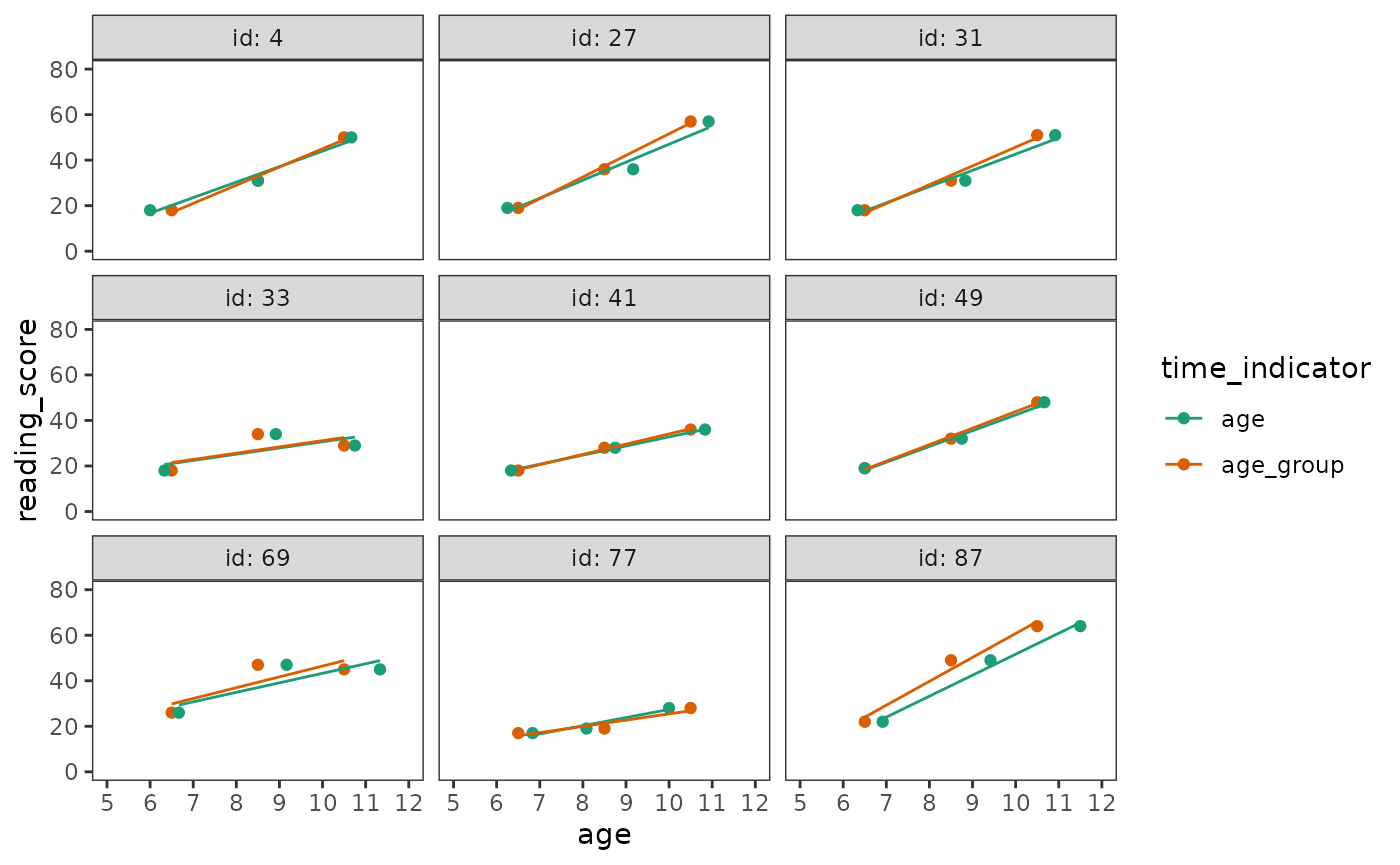 id: 4
id: 27
id: 31
80
60
40
20
0
id: 33
id: 41
id: 49
80
60
40
20
0
id: 69
id: 77
id: 87
80
60
40
20
0
5 6 7 8 9 10 11 12
5 6 7 8 9 10 11 12
5 6 7 8 9 10 11 12
age
reading_score
time_indicator
age
age_group